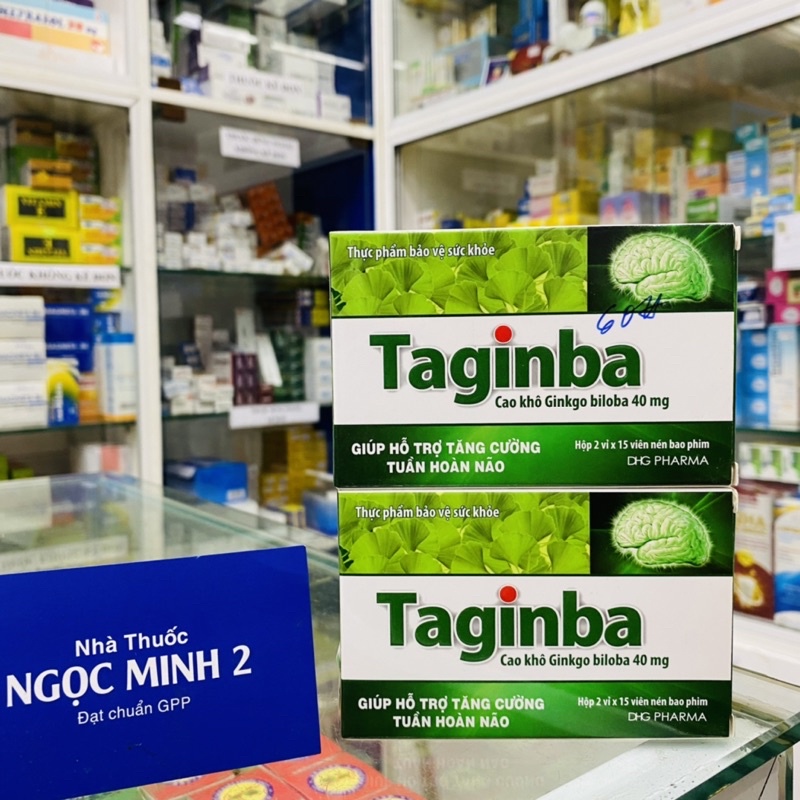 Thực phẩm bảo vệ sức khỏe
Taginba
Cao khô Ginkgo biloba 40 mg
GIÚP HỖ TRỢ TĂNG CƯỜNG
TUẦN HOÀN NÃO
Hộp 2 vỉ x 15 viên nén bao phim
DHG PHARMA
Thực phẩm bảo vệ sức khỏe
Taginba
Cao khô Ginkgo biloba 40 mg
GIÚP HỖ TRỢ TĂNG CƯỜNG
TUẦN HOÀN NÃO
Hộp 2 vỉ x 15 viên nén bao phim
DHG PHARMA
Nhà Thuốc
NGỌC MINH 2
Đạt chuẩn GPP